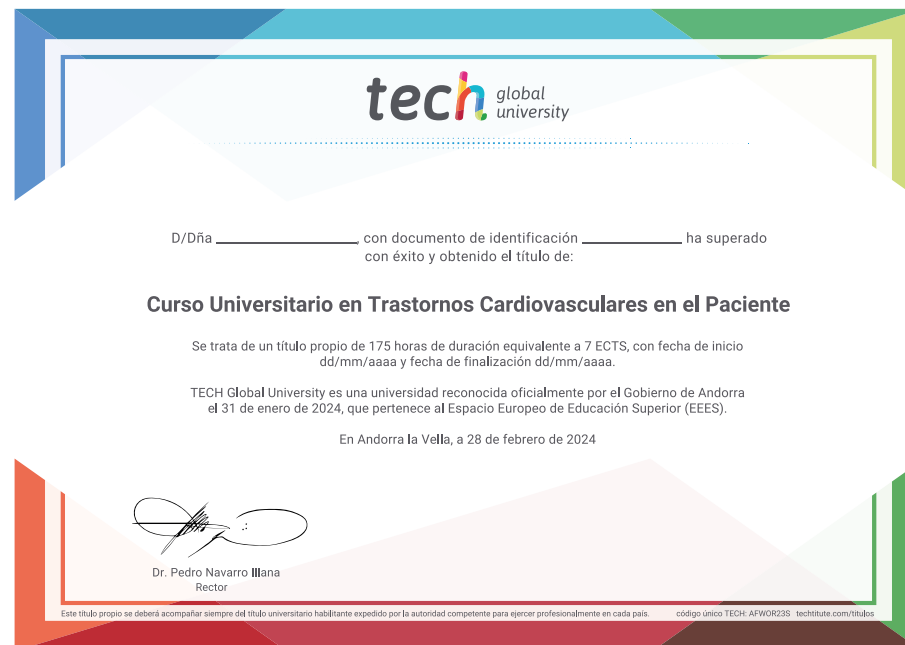 tech global university
D/Dña ____________________, con documento de identificación ______________ ha superado
con éxito y obtenido el título de:
Curso Universitario en Trastornos Cardiovasculares en el Paciente
Se trata de un título propio de 175 horas de duración equivalente a 7 ECTS, con fecha de inicio
dd/mm/aaaa y fecha de finalización dd/mm/aaaa.
TECH Global University es una universidad reconocida oficialmente por el Gobierno de Andorra
el 31 de enero de 2024, que pertenece al Espacio Europeo de Educación Superior (EEES).
En Andorra la Vella, a 28 de febrero de 2024
Dr. Pedro Navarro Illana
Rector
Este título propio se deberá acompañar siempre del título universitario habilitante expedido por la autoridad competente para ejercer profesionalmente en cada país. código único TECH: AFWOR23S techtitute.com/titulos